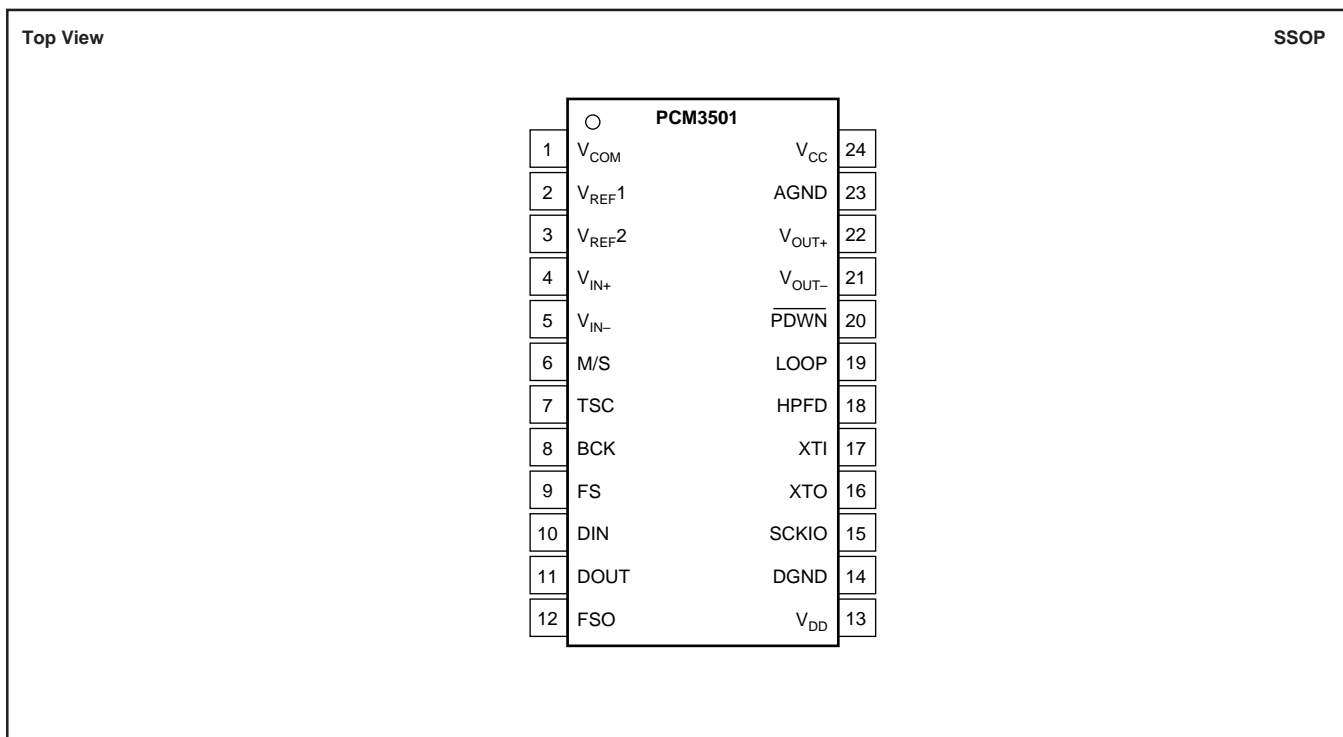 Top View SSOP
PCM3501
1 VCOM VCC 24
2 VREF1 AGND 23
3 VREF2 VOUT+ 22
4 VIN+ VOUT– 21
5 VIN– PDWN 20
6 M/S LOOP 19
7 TSC HPFD 18
8 BCK XTI 17
9 FS XTO 16
10 DIN SCKIO 15
11 DOUT DGND 14
12 FSO VDD 13